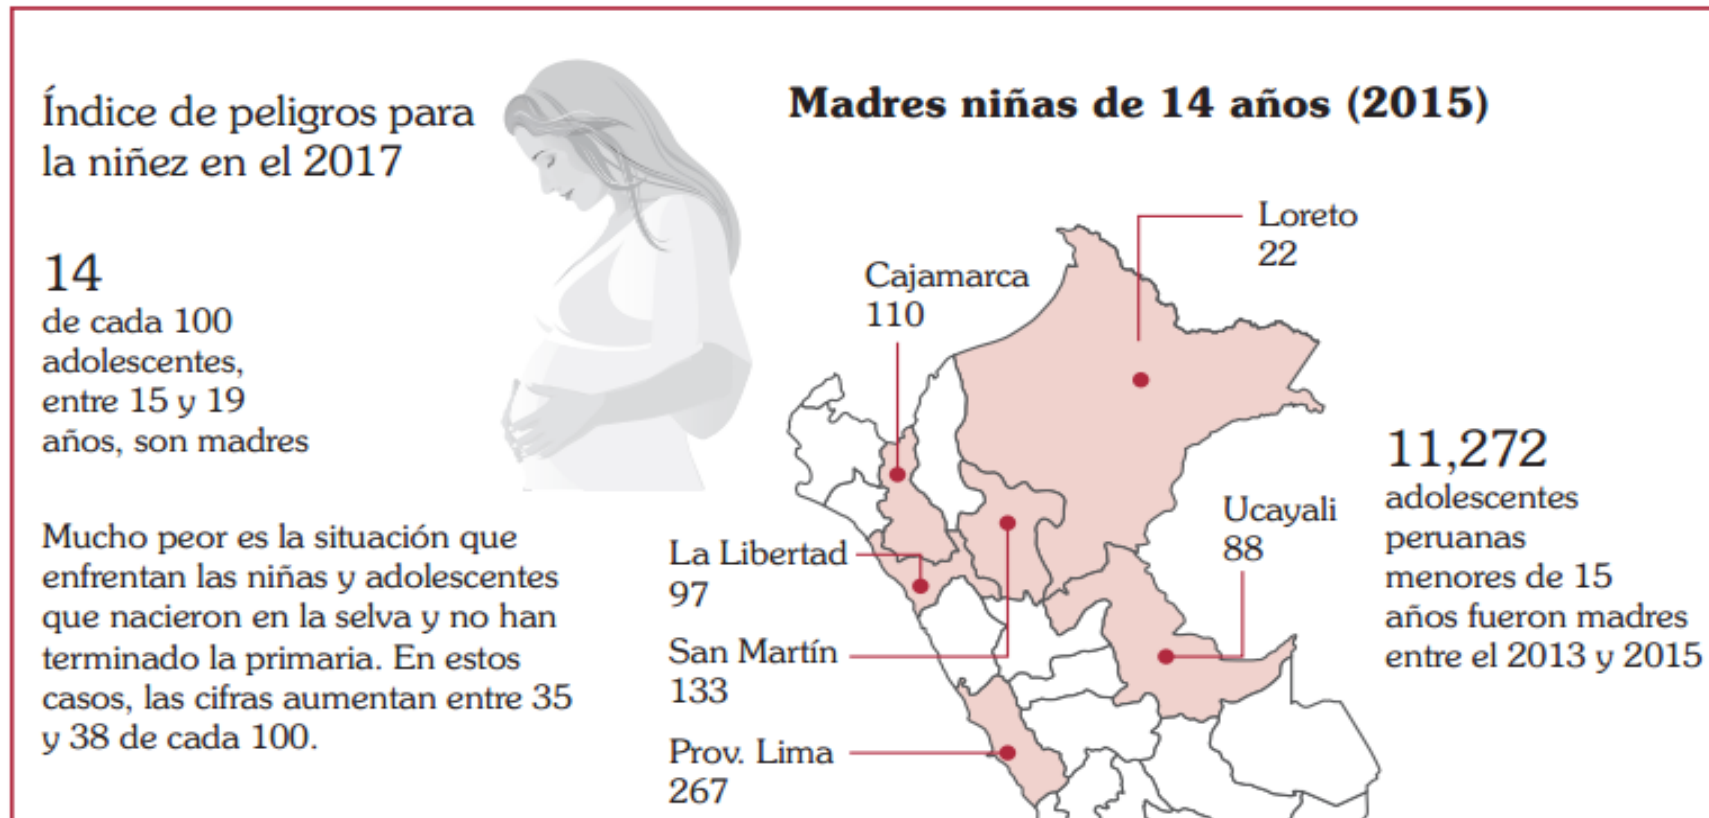 Índice de peligros para
la niñez en el 2017
14
de cada 100
adolescentes,
entre 15 y 19
años, son madres
Mucho peor es la situación que
enfrentan las niñas y adolescentes
que nacieron en la selva y no han
terminado la primaria. En estos
casos, las cifras aumentan entre 35
y 38 de cada 100.
Madres niñas de 14 años (2015)
Loreto
22
Cajamarca
110
Ucayali
88
La Libertad
97
San Martín
133
Prov. Lima
267
11,272
adolescentes
peruanas
menores de 15
años fueron madres
entre el 2013 y 2015